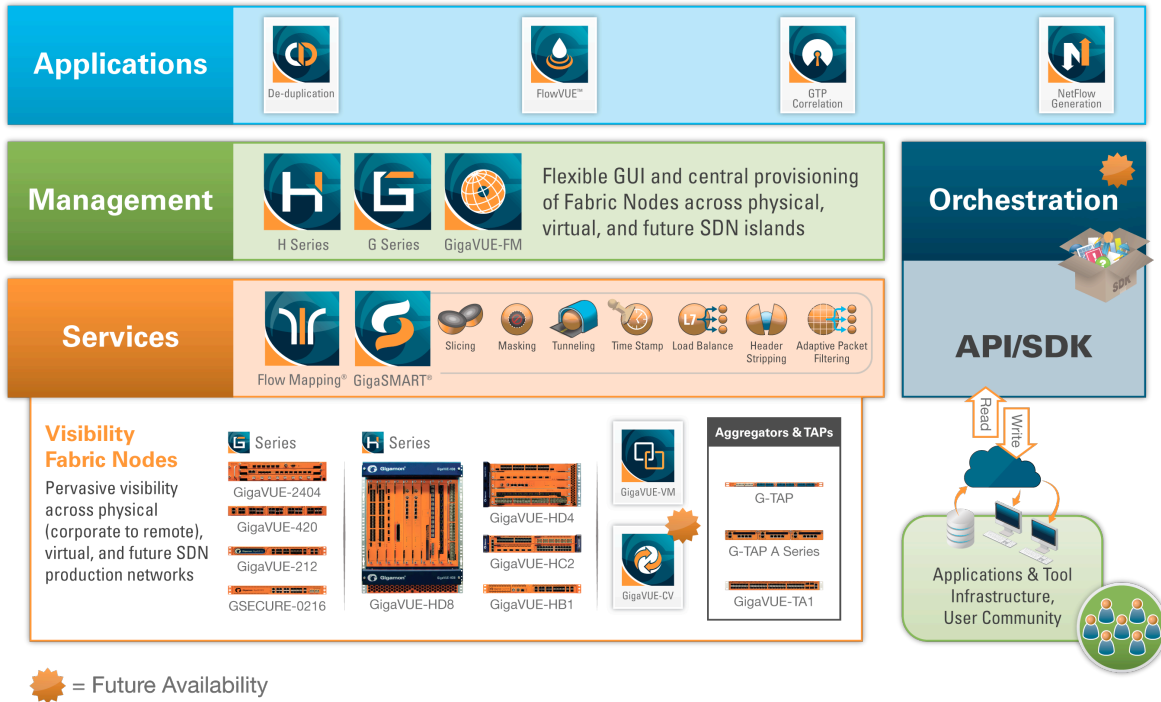 Applications
De-duplication
FlowVUE™
GTP
Correlation
NetFlow
Generation
Management
H Series
G Series
GigaVUE-FM
Flexible GUI and central provisioning
of Fabric Nodes across physical,
virtual, and future SDN islands
Orchestration
SDK
API/SDK
Services
Flow Mapping®
GigaSMART®
Slicing
Masking
Tunneling
Time Stamp
L7
Load Balance
Header
Stripping
Adaptive Packet
Filtering
Read
Write
Visibility
Fabric Nodes
Pervasive visibility
across physical
(corporate to remote),
virtual, and future SDN
production networks
G Series
GigaVUE-2404
GigaVUE-420
GigaVUE-212
GSECURE-0216
H Series
Gigamon
Gigamon
GigaVUE-HD8
GigaVUE-HD4
GigaVUE-HC2
GigaVUE-HB1
GigaVUE-VM
GigaVUE-CV
Aggregators & TAPs
G-TAP
G-TAP A Series
GigaVUE-TA1
Applications & Tool
Infrastructure,
User Community
= Future Availability